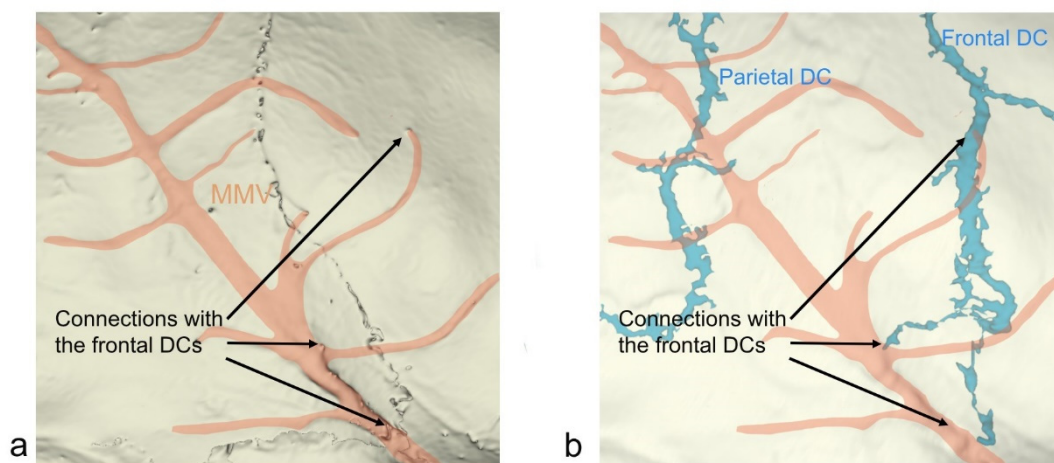 MMV
Connections with
the frontal DCs
a
Parietal DC
Frontal DC
Connections with
the frontal DCs
b